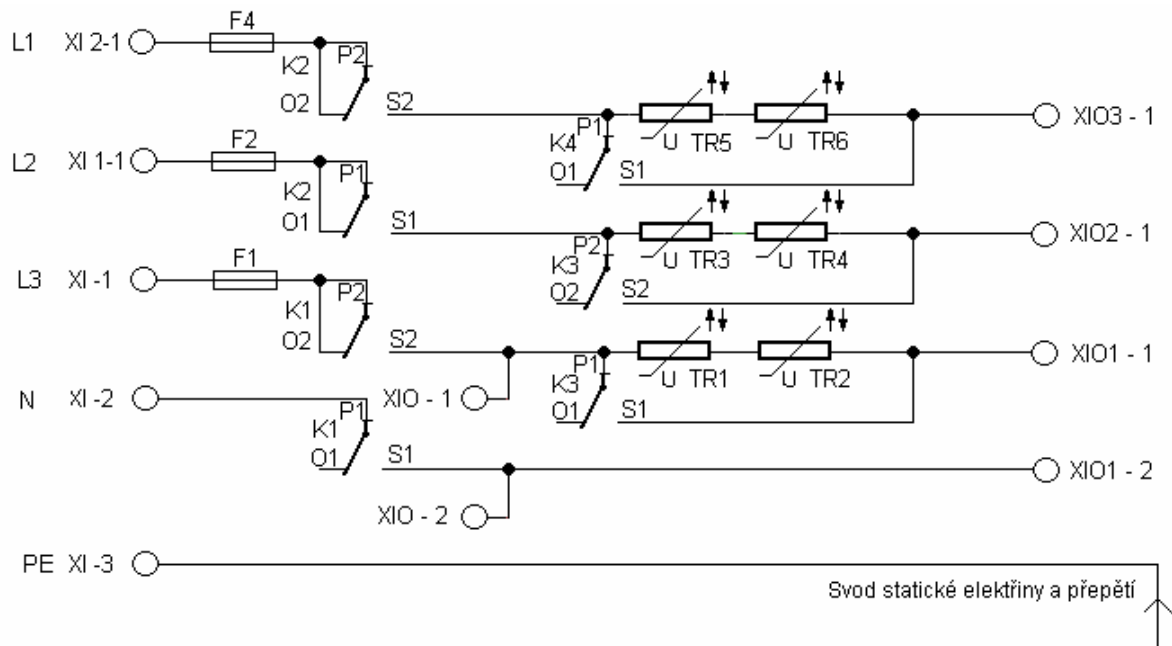 F4
L1 XI 2-1
K2 P2
O2 S2
P1 K4
O1 S1
U TR5 U TR6
XIO3 - 1
F2
L2 XI 1-1
K2 P1
O1 S1
P2 K3
O2 S2
U TR3 U TR4
XIO2 - 1
F1
L3 XI -1
K1 P2
O2 S2
XIO - 1
P1 K3
O1 S1
U TR1 U TR2
XIO1 - 1
N XI -2
K1 P1
O1 S1
XIO - 2
XIO1 - 2
PE XI -3
Svod statické elektřiny a přepětí